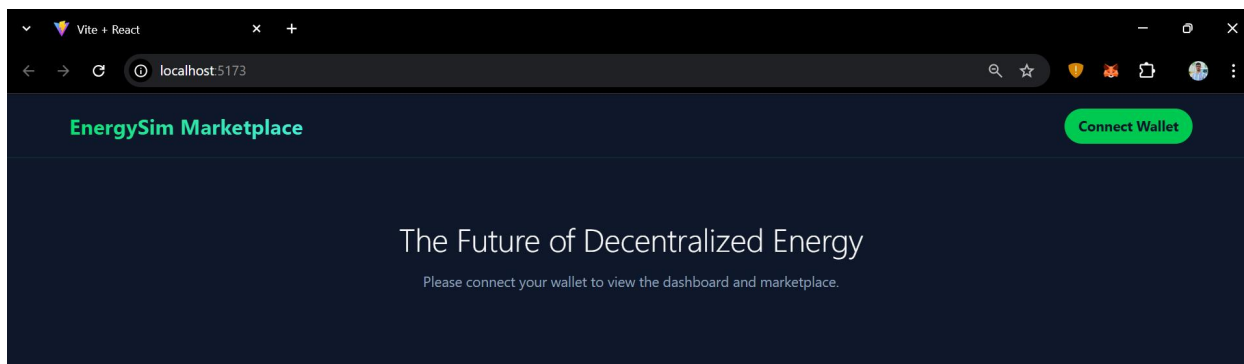 Vite + React
localhost:5173
EnergySim Marketplace
Connect Wallet
The Future of Decentralized Energy
Please connect your wallet to view the dashboard and marketplace.